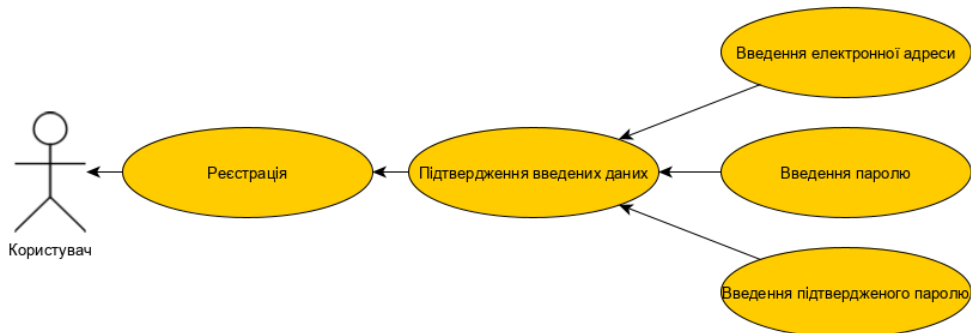 Введення електронної адреси
Реєстрація
Підтвердження введених даних
Введення паролю
Користувач
Введення підтвердженого паролю